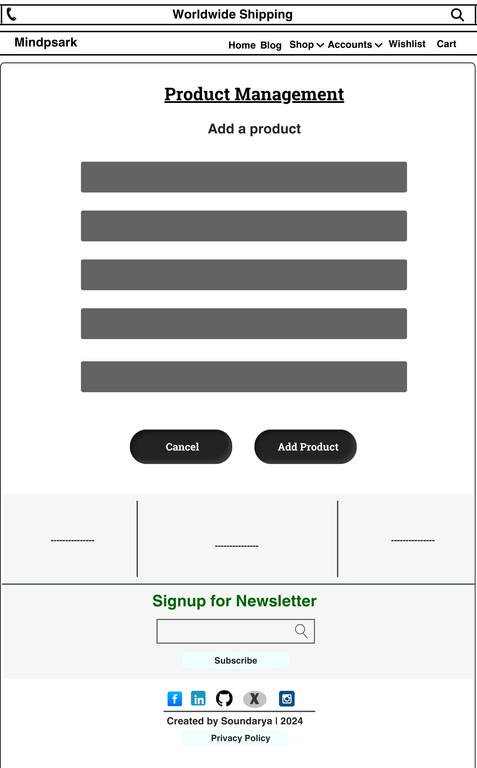 Worldwide Shipping
Mindpsark
Home Blog Shop Accounts Wishlist Cart
Product Management
Add a product
Cancel Add Product
--------------- --------------- ---------------
Signup for Newsletter
Subscribe
f in X
Created by Soundarya | 2024
Privacy Policy